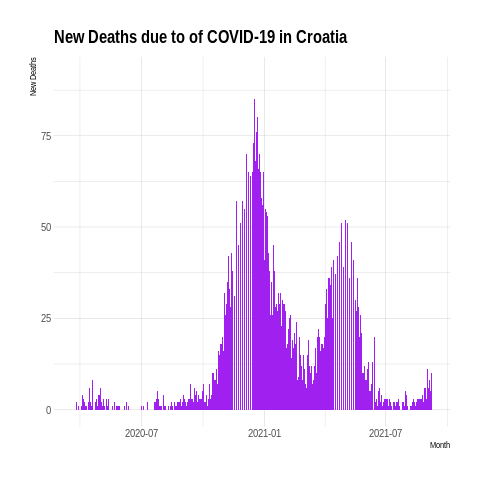 New Deaths due to of COVID-19 in Croatia
New Deaths
75
50
25
0
2020-07
2021-01
2021-07
Month